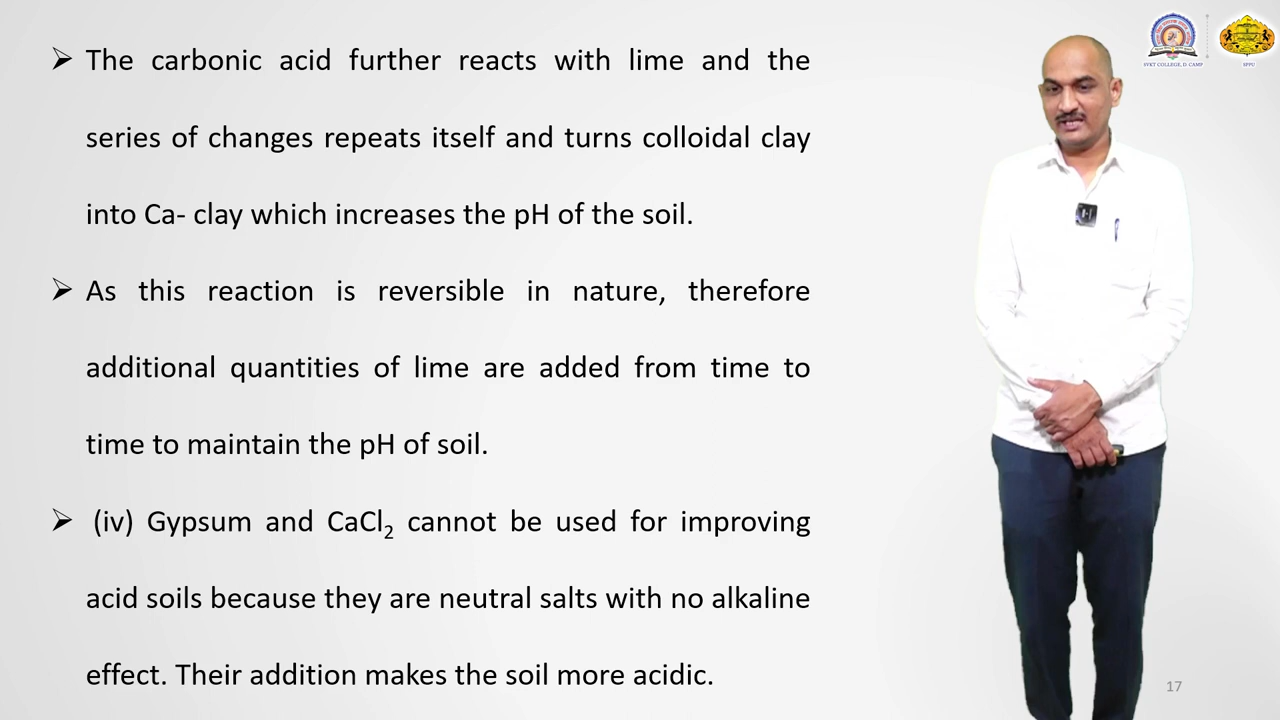 ➢ The carbonic acid further reacts with lime and the
series of changes repeats itself and turns colloidal clay
into Ca- clay which increases the pH of the soil.
➢ As this reaction is reversible in nature, therefore
additional quantities of lime are added from time to
time to maintain the pH of soil.
➢ (iv) Gypsum and CaCl₂ cannot be used for improving
acid soils because they are neutral salts with no alkaline
effect. Their addition makes the soil more acidic.
SVKT COLLEGE, D. CAMP
SPPU
17